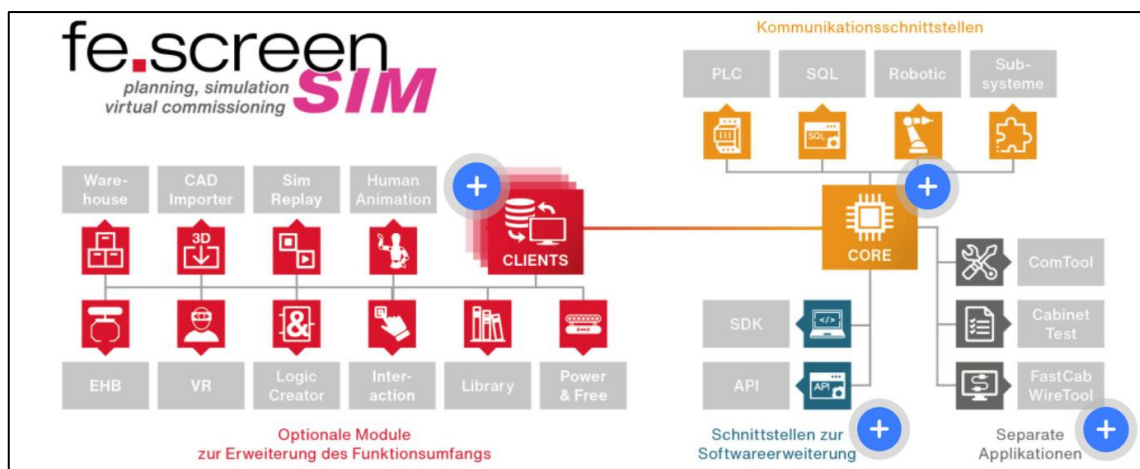 fe.screen
SIM
planning, simulation
virtual commissioning
Kommunikationsschnittstellen
PLC
SQL
Robotic
Sub-
systeme
SQL
Ware-
house
CAD
Importer
Sim
Replay
Human
Animation
3D
CLIENTS
CORE
&
EHB
VR
Logic
Creator
Inter-
action
Library
Power
& Free
Optionale Module
zur Erweiterung des Funktionsumfangs
SDK
</>
API
API
Schnittstellen zur
Softwareerweiterung
ComTool
Cabinet
Test
FastCab
WireTool
Separate
Applikationen